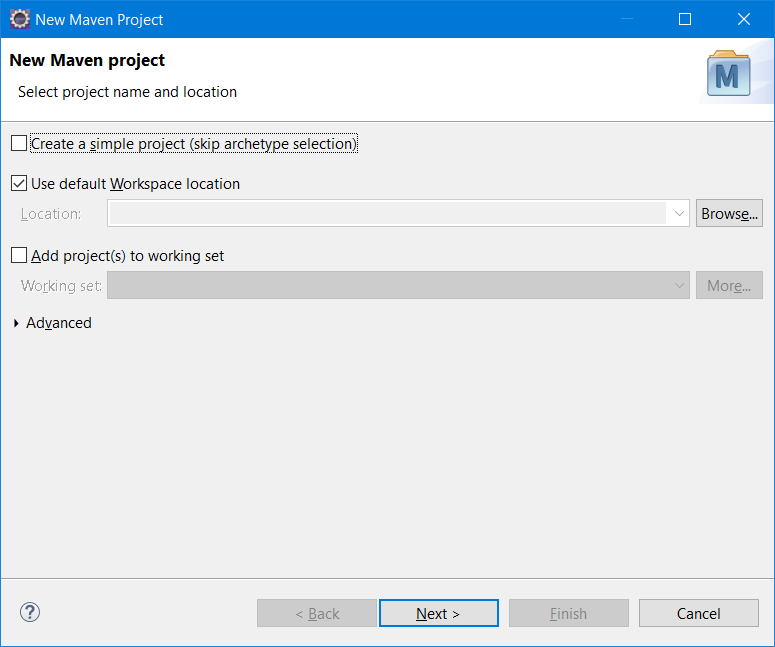 New Maven Project
New Maven project
Select project name and location
M
Create a simple project (skip archetype selection)
Use default Workspace location
Location:
Browse...
Add project(s) to working set
Working set:
More...
Advanced
?
< Back
Next >
Finish
Cancel